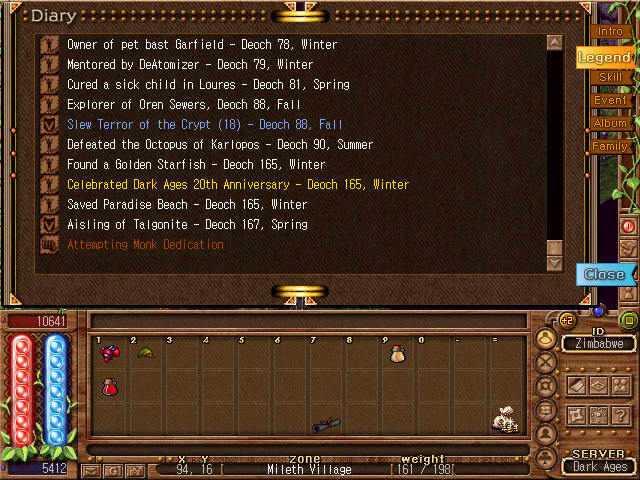 Diary
Intro
Legend
Skill
Event
Album
Family
Owner of pet bast Garfield - Deoch 78, Winter
Mentored by DeAtomizer - Deoch 79, Winter
Cured a sick child in Loures - Deoch 81, Spring
Explorer of Oren Sewers, Deoch 88, Fall
Slew Terror of the Crypt (18) - Deoch 88, Fall
Defeated the Octopus of Karlopos - Deoch 90, Summer
Found a Golden Starfish - Deoch 165, Winter
Celebrated Dark Ages 20th Anniversary - Deoch 165, Winter
Saved Paradise Beach - Deoch 165, Winter
Aisling of Talgonite - Deoch 167, Spring
Attempting Monk Dedication
Close
10641
+2
ID
Zimbabwe
1 2 3 4 5 6 7 8 9 0 - =
?
SERVER
Dark Ages
5412
G
X, Y zone weight
94, 16 [ Mileth Village [161 / 198[